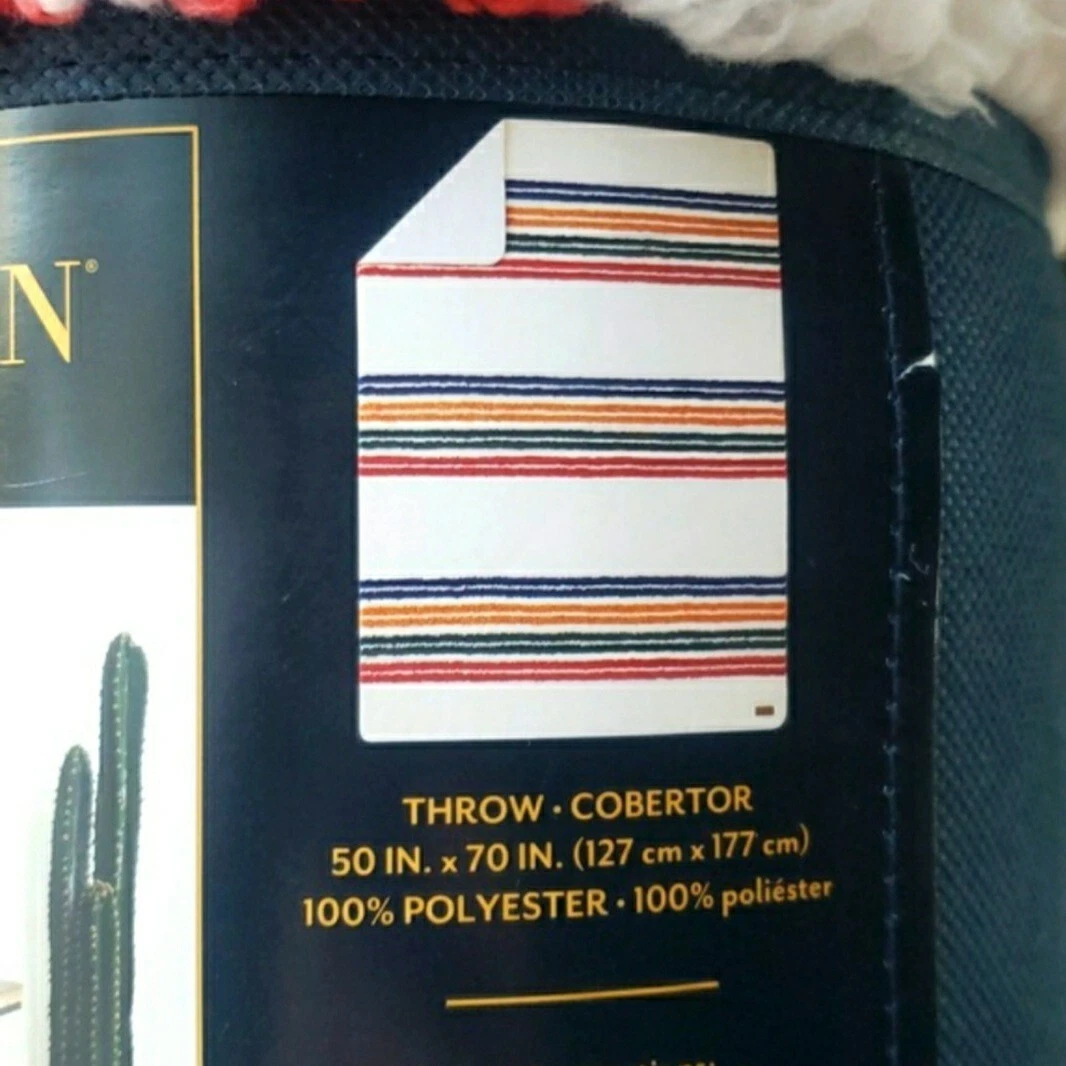 N®
THROW · COBERTOR
50 IN. x 70 IN. (127 cm x 177 cm)
100% POLYESTER · 100% poliéster